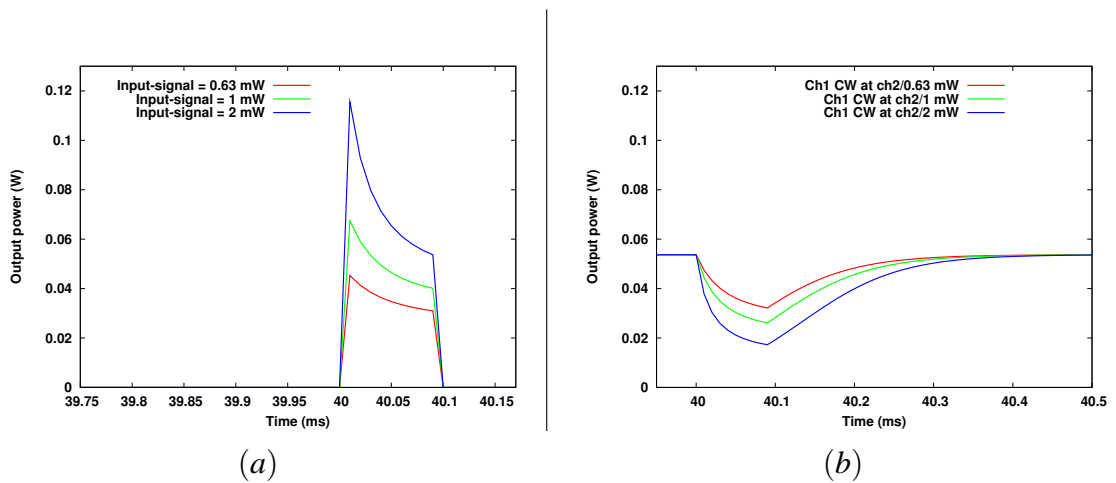 Input-signal = 0.63 mW
Input-signal = 1 mW
Input-signal = 2 mW
0.12
0.1
0.08
0.06
0.04
0.02
0
Output power (W)
39.75 39.8 39.85 39.9 39.95 40 40.05 40.1 40.15
Time (ms)
(a)
Ch1 CW at ch2/0.63 mW
Ch1 CW at ch2/1 mW
Ch1 CW at ch2/2 mW
0.12
0.1
0.08
0.06
0.04
0.02
0
Output power (W)
40 40.1 40.2 40.3 40.4 40.5
Time (ms)
(b)